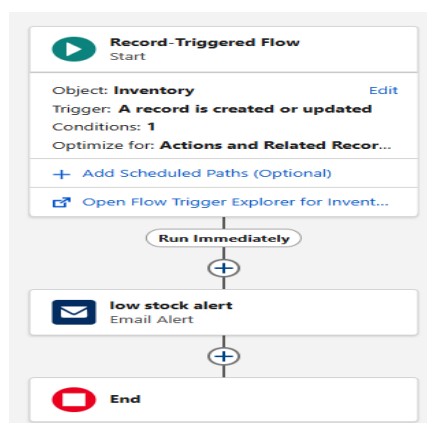 Record-Triggered Flow
Start
Object: Inventory Edit
Trigger: A record is created or updated
Conditions: 1
Optimize for: Actions and Related Recor...
+ Add Scheduled Paths (Optional)
Open Flow Trigger Explorer for Invent...
Run Immediately
low stock alert
Email Alert
End